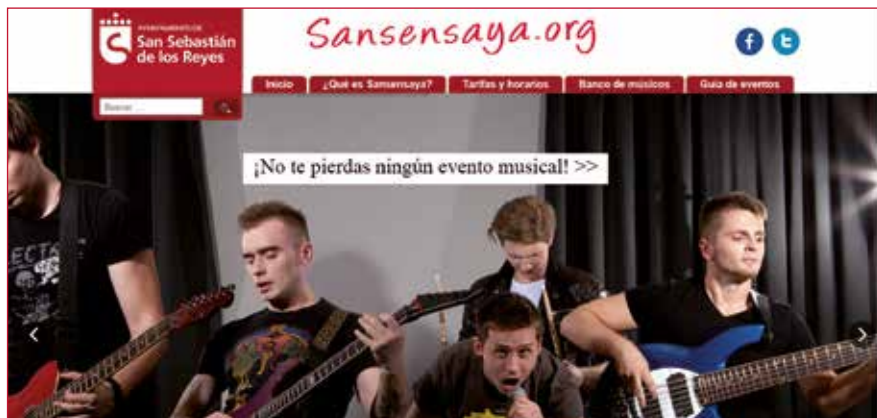 AYUNTAMIENTO DE
San Sebastián
de los Reyes
Sansensaya.org
Inicio
¿Qué es Sansensaya?
Tarifas y horarios
Banco de músicos
Guía de eventos
Buscar ...
¡No te pierdas ningún evento musical! >>